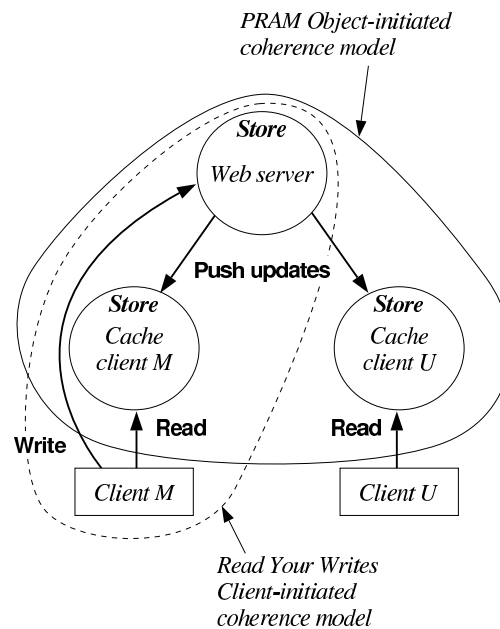 PRAM Object-initiated
coherence model
Store
Web server
Push updates
Store
Cache
client M
Store
Cache
client U
Write
Read
Read
Client M
Client U
Read Your Writes
Client-initiated
coherence model